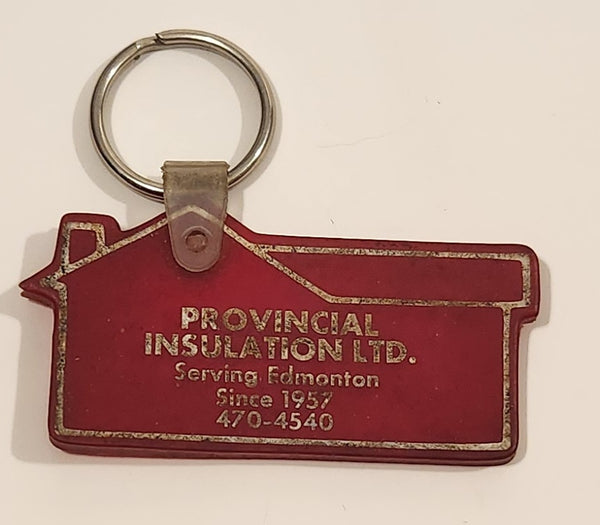 PROVINCIAL
INSULATION LTD.
Serving Edmonton
Since 1957
470-4540